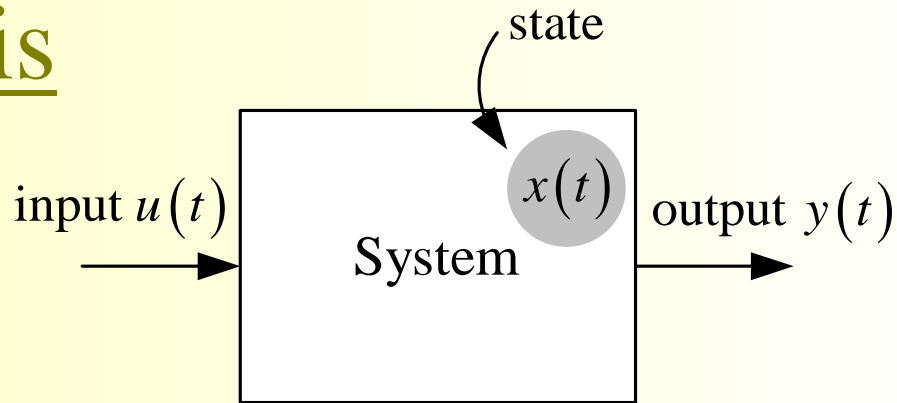 is
state
x(t)
input u(t)
output y(t)
System